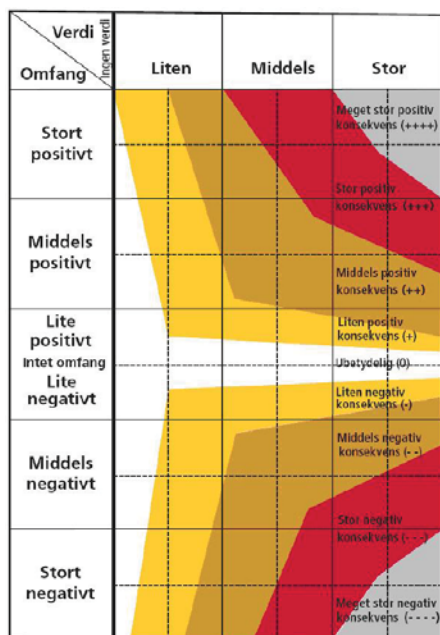 Verdi
Ingen verdi
Omfang
Liten
Middels
Stor
Stort
positivt
Meget stor positiv
konsekvens (++++)
Stor positiv
konsekvens (+++)
Middels
positivt
Middels positiv
konsekvens (++)
Lite
positivt
Liten positiv
konsekvens (+)
Intet omfang
Ubetydelig (0)
Lite
negativt
Liten negativ
konsekvens (-)
Middels
negativt
Middels negativ
konsekvens (- -)
Stor negativ
konsekvens (- - -)
Stort
negativt
Meget stor negativ
konsekvens (- - - -)